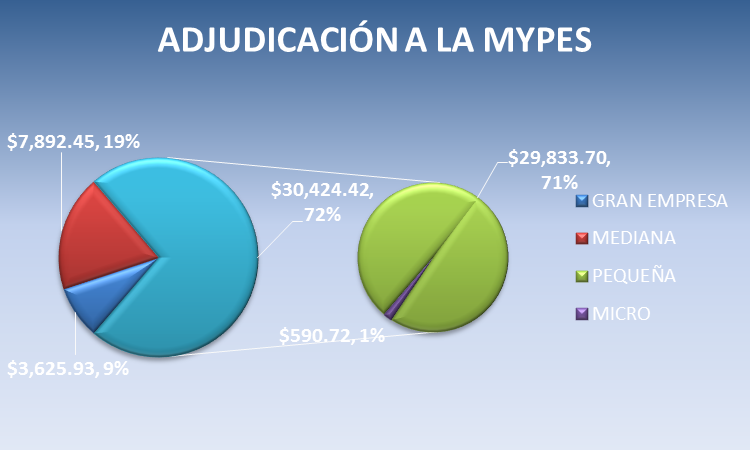 ADJUDICACIÓN A LA MYPES
$7,892.45, 19%
$30,424.42,
72%
$29,833.70,
71%
GRAN EMPRESA
MEDIANA
PEQUEÑA
MICRO
$590.72, 1%
$3,625.93, 9%